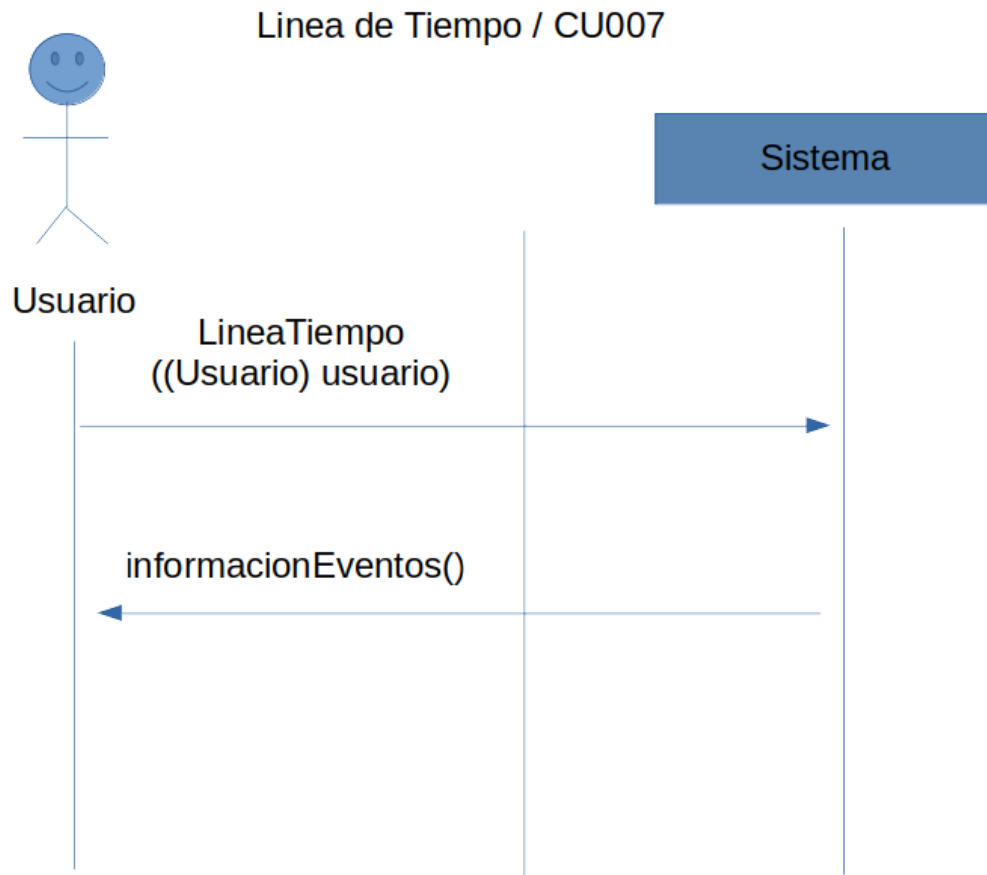 Linea de Tiempo / CU007
Sistema
Usuario
LineaTiempo
((Usuario) usuario)
informacionEventos()